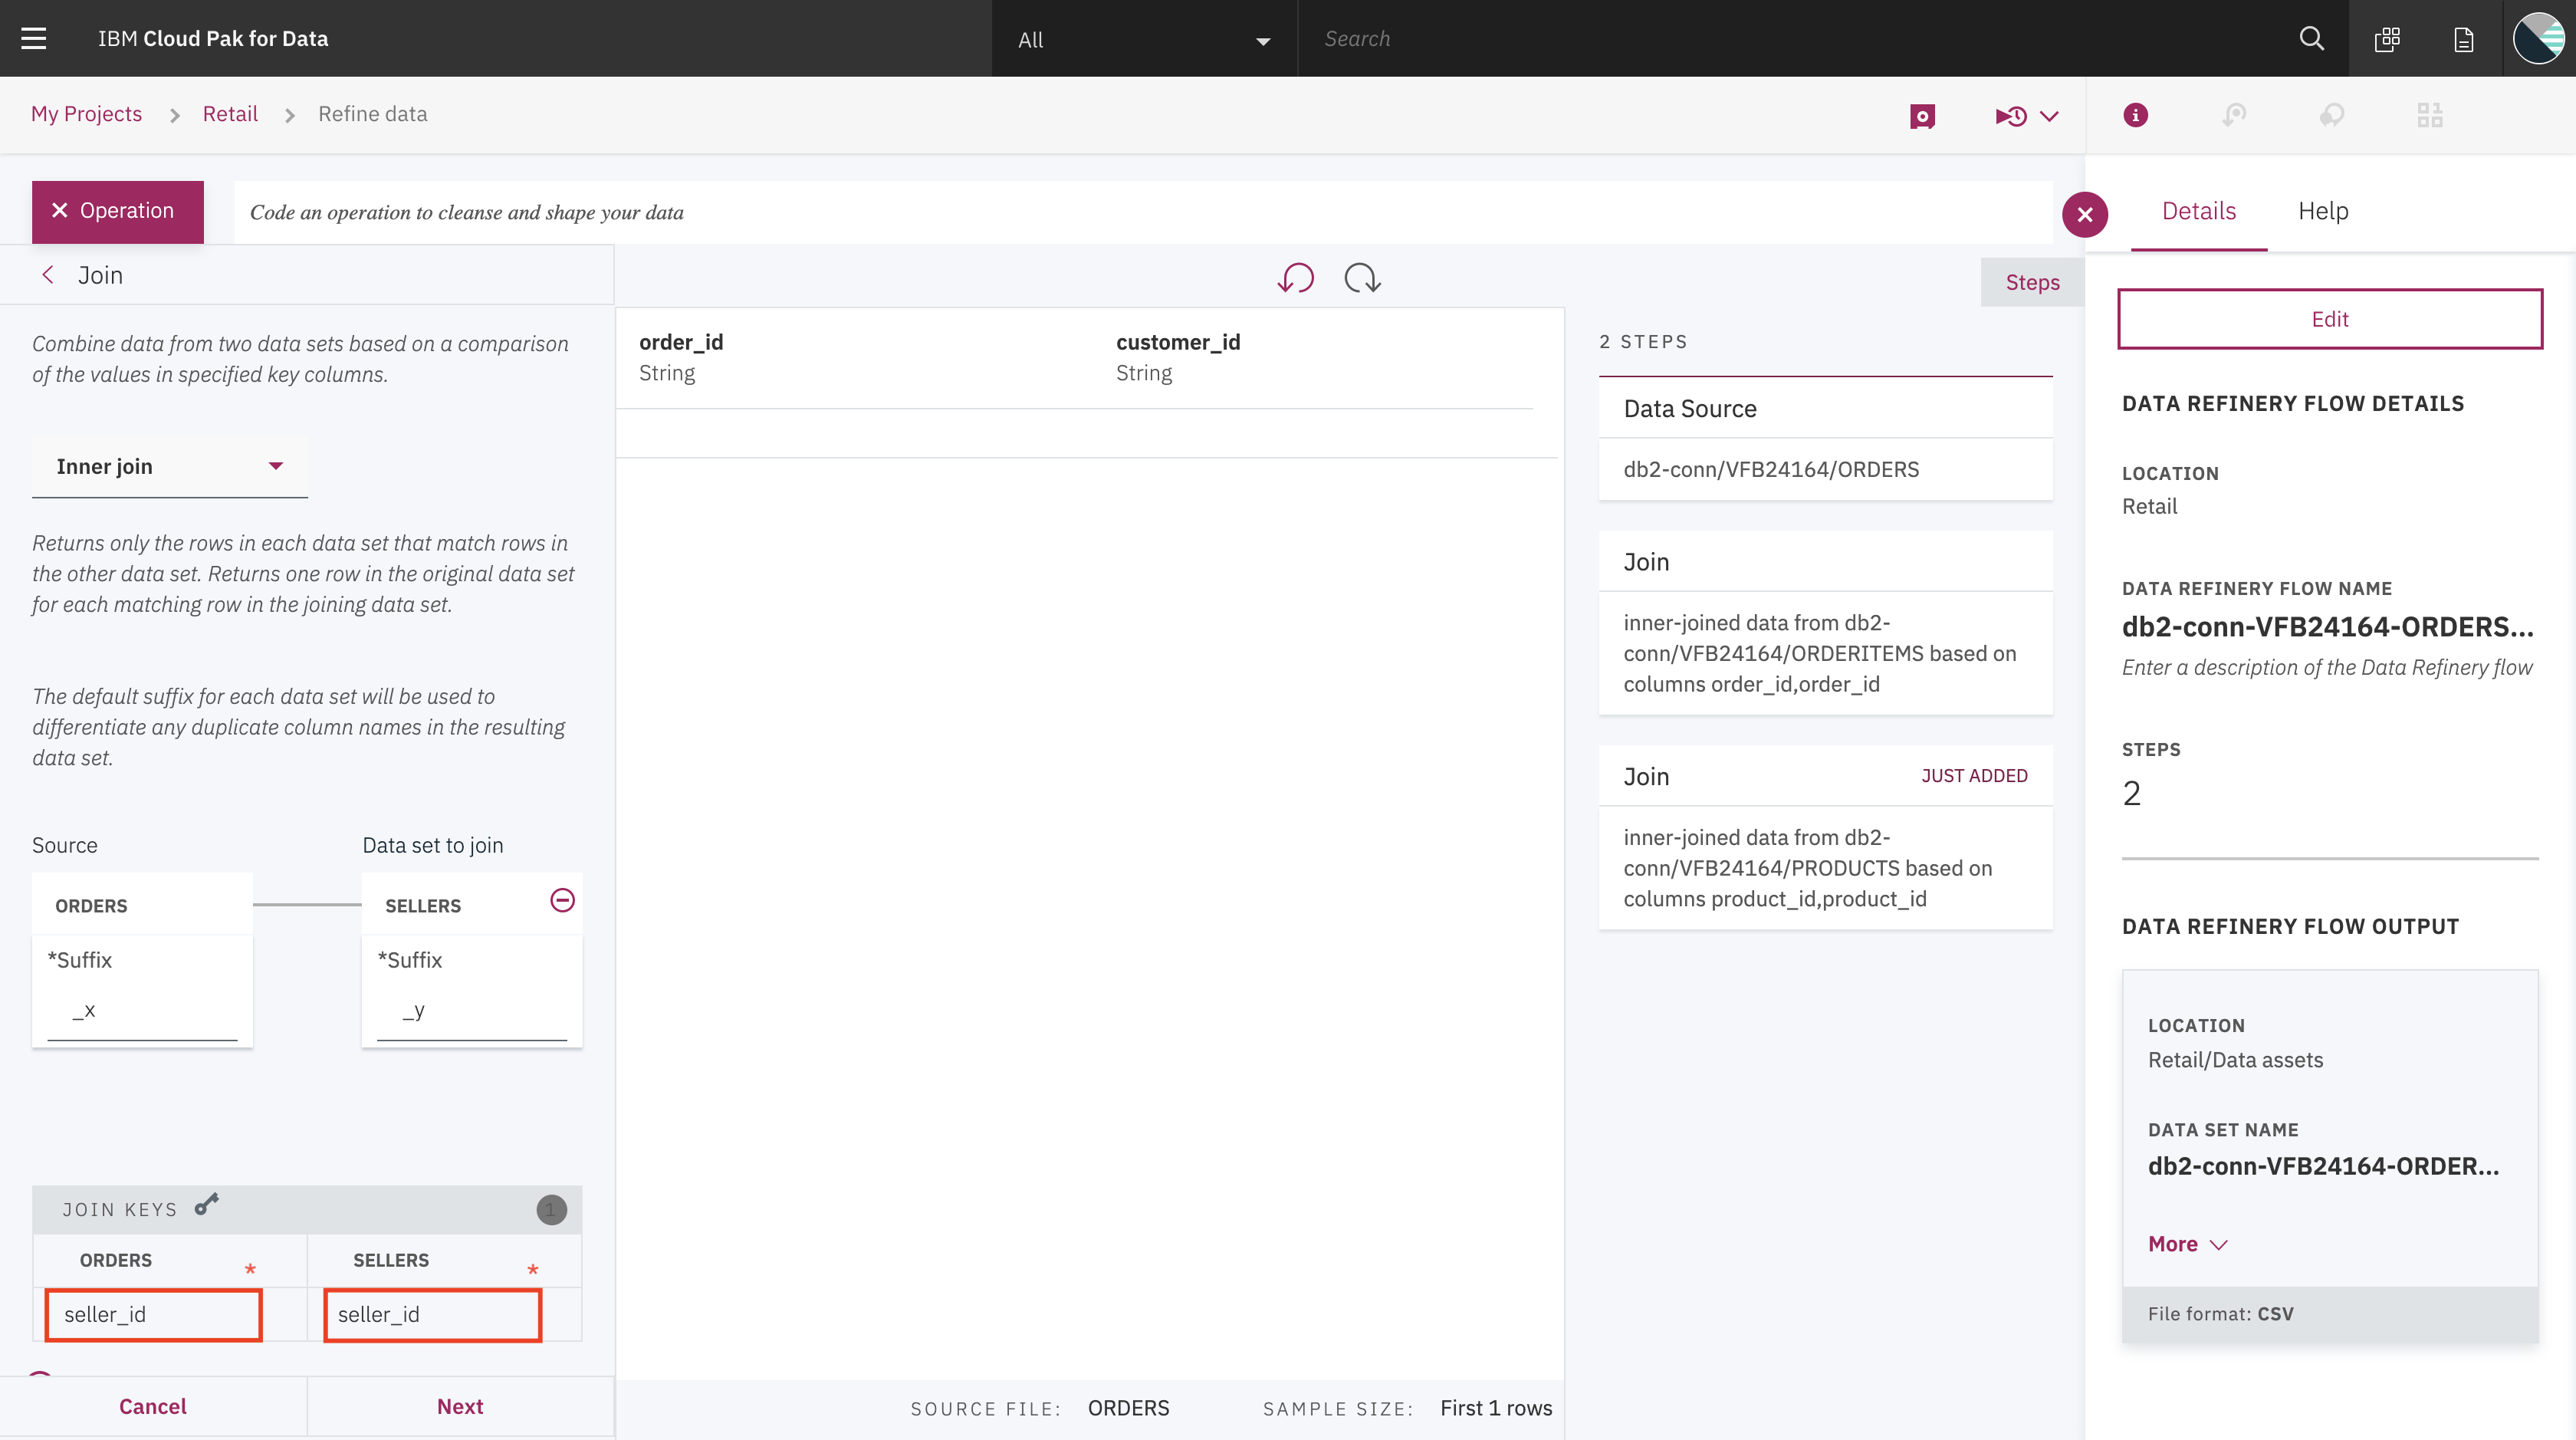 IBM Cloud Pak for Data
All
Search
My Projects > Retail > Refine data
× Operation
Code an operation to cleanse and shape your data
Details
Help
Join
Combine data from two data sets based on a comparison
of the values in specified key columns.
Inner join
Returns only the rows in each data set that match rows in
the other data set. Returns one row in the original data set
for each matching row in the joining data set.
The default suffix for each data set will be used to
differentiate any duplicate column names in the resulting
data set.
Source
Data set to join
ORDERS
SELLERS
*Suffix
*Suffix
_x
_y
JOIN KEYS
1
ORDERS *
SELLERS *
seller_id
seller_id
Cancel
Next
order_id
String
customer_id
String
SOURCE FILE: ORDERS
SAMPLE SIZE: First 1 rows
Steps
2 STEPS
Data Source
db2-conn/VFB24164/ORDERS
Join
inner-joined data from db2-
conn/VFB24164/ORDERITEMS based on
columns order_id,order_id
Join
JUST ADDED
inner-joined data from db2-
conn/VFB24164/PRODUCTS based on
columns product_id,product_id
Edit
DATA REFINERY FLOW DETAILS
LOCATION
Retail
DATA REFINERY FLOW NAME
db2-conn-VFB24164-ORDERS...
Enter a description of the Data Refinery flow
STEPS
2
DATA REFINERY FLOW OUTPUT
LOCATION
Retail/Data assets
DATA SET NAME
db2-conn-VFB24164-ORDER...
More
File format: CSV